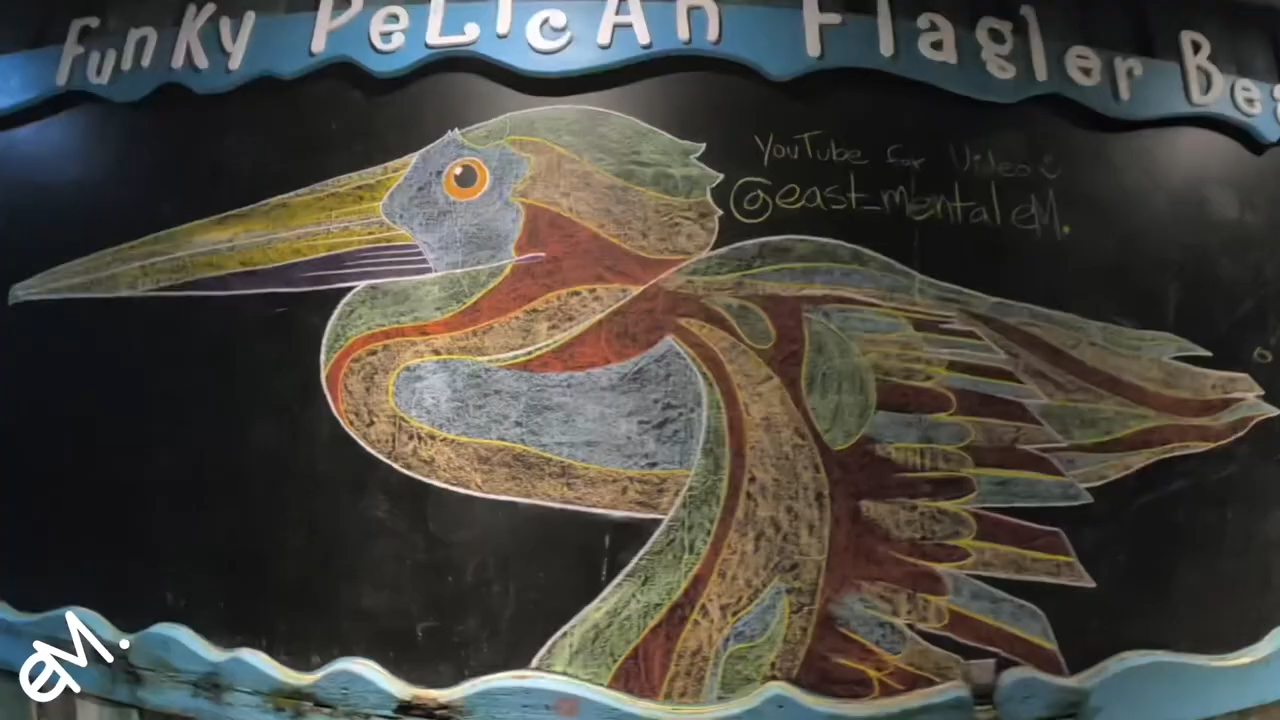 FunKy PeLIcAn FlAgler Be
YouTube for Video
@east_mental eM.
eM.